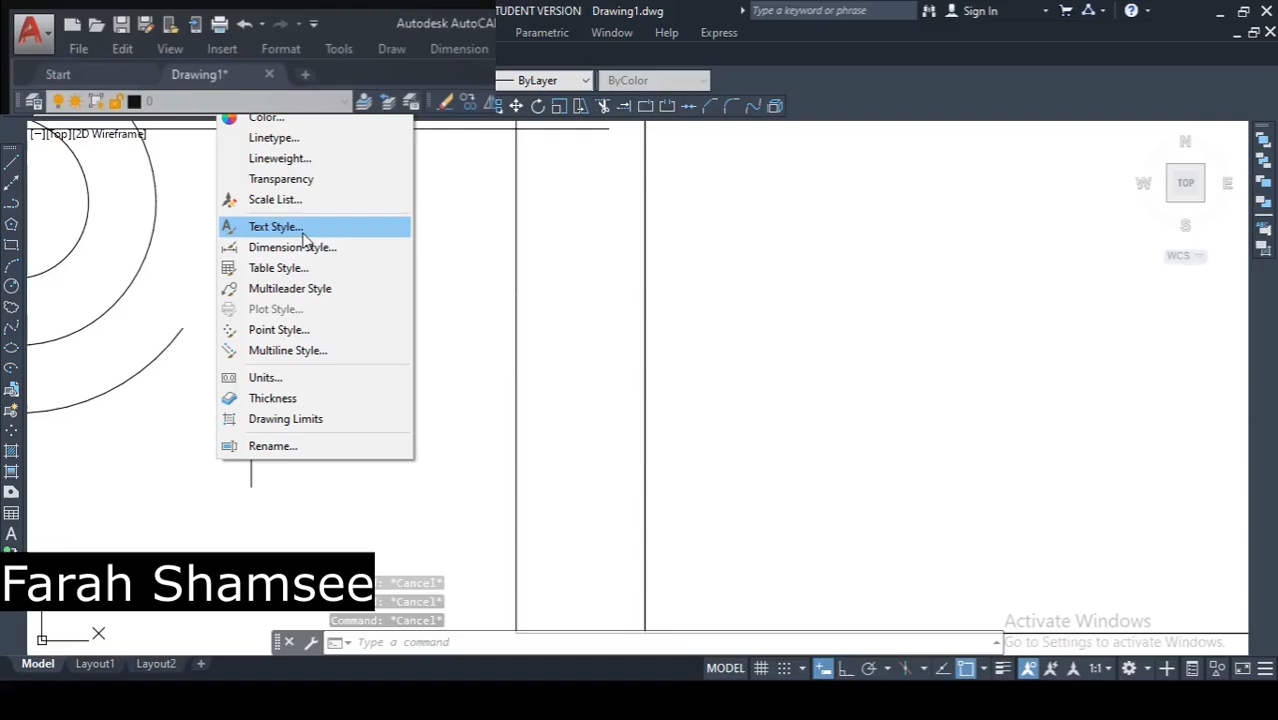 Autodesk AutoCA
STUDENT VERSION
Drawing1.dwg
Type a keyword or phrase
Sign In
File
Edit
View
Insert
Format
Tools
Draw
Dimension
Parametric
Window
Help
Express
Start
Drawing1*
0
ByLayer
ByColor
[−][Top][2D Wireframe]
Color...
Linetype...
Lineweight...
Transparency
Scale List...
Text Style...
Dimension Style...
Table Style...
Multileader Style
Plot Style...
Point Style...
Multiline Style...
Units...
Thickness
Drawing Limits
Rename...
N
W
TOP
E
S
WCS
Farah Shamsee
: *Cancel*
: *Cancel*
Command: *Cancel*
Type a command
X
Activate Windows
Go to Settings to activate Windows.
Model
Layout1
Layout2
MODEL
1:1